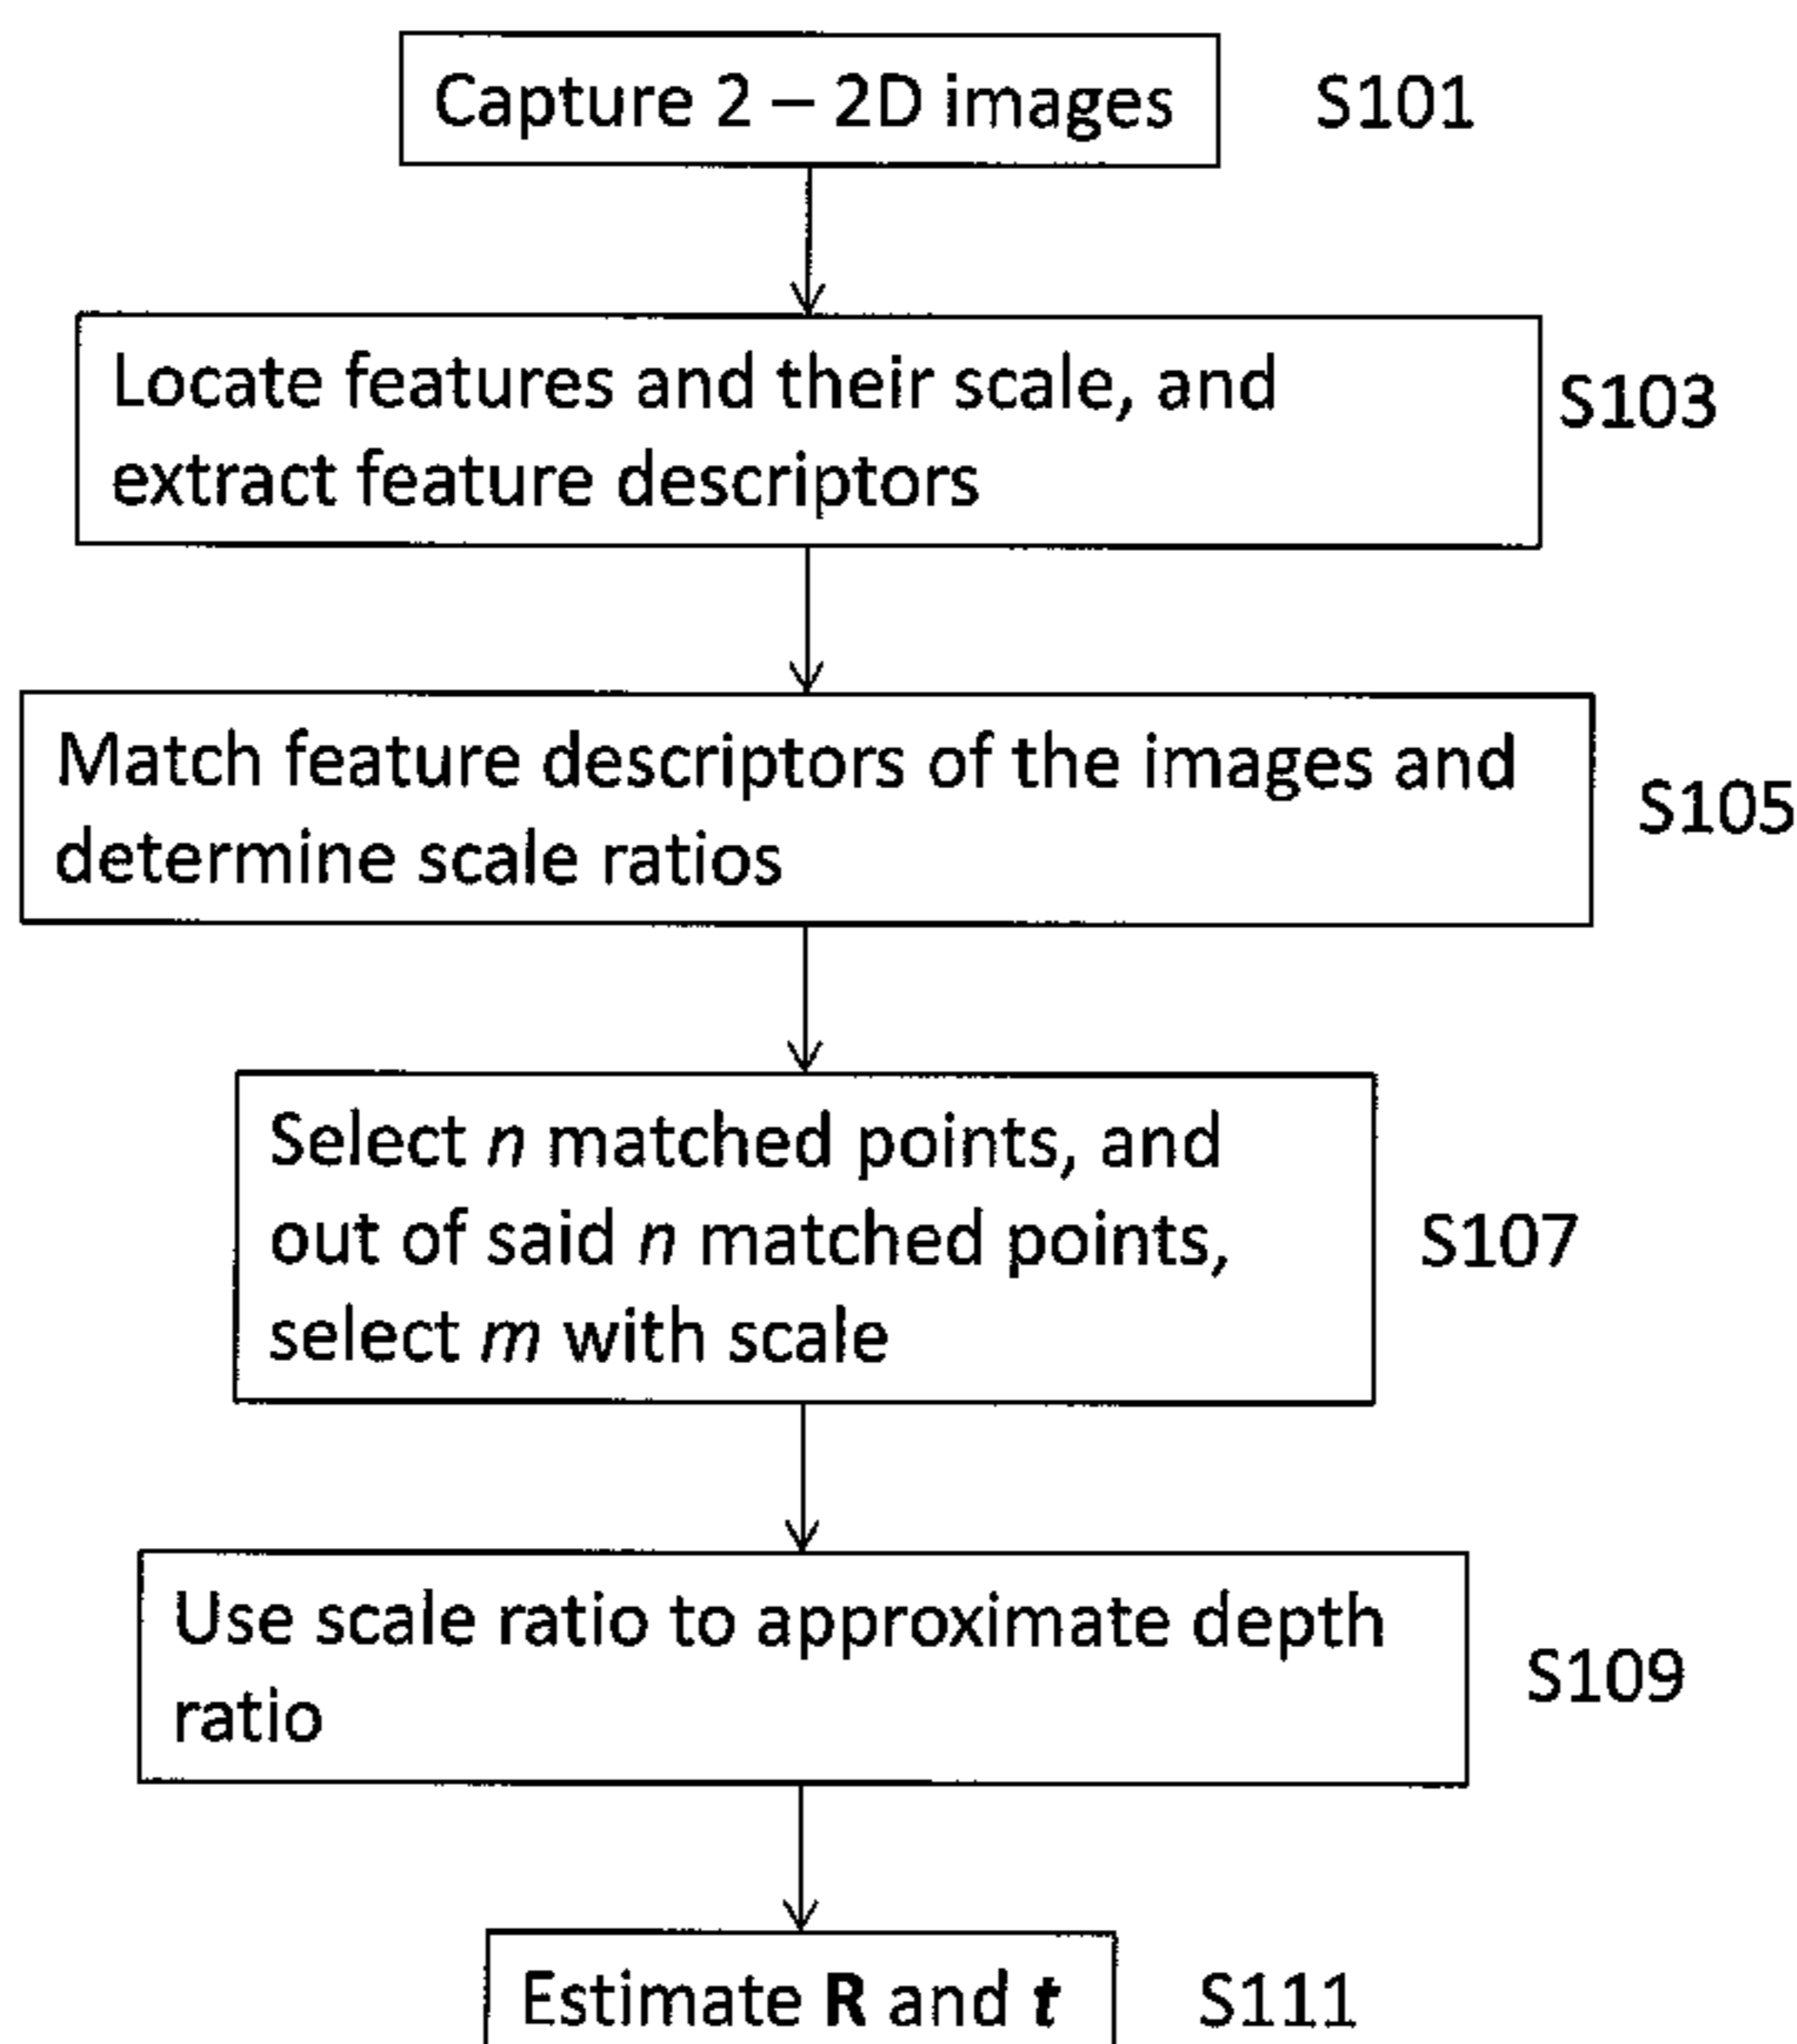 Capture 2 – 2D images
S101
Locate features and their scale, and
extract feature descriptors
S103
Match feature descriptors of the images and
determine scale ratios
S105
Select n matched points, and
out of said n matched points,
select m with scale
S107
Use scale ratio to approximate depth
ratio
S109
Estimate R and t
S111